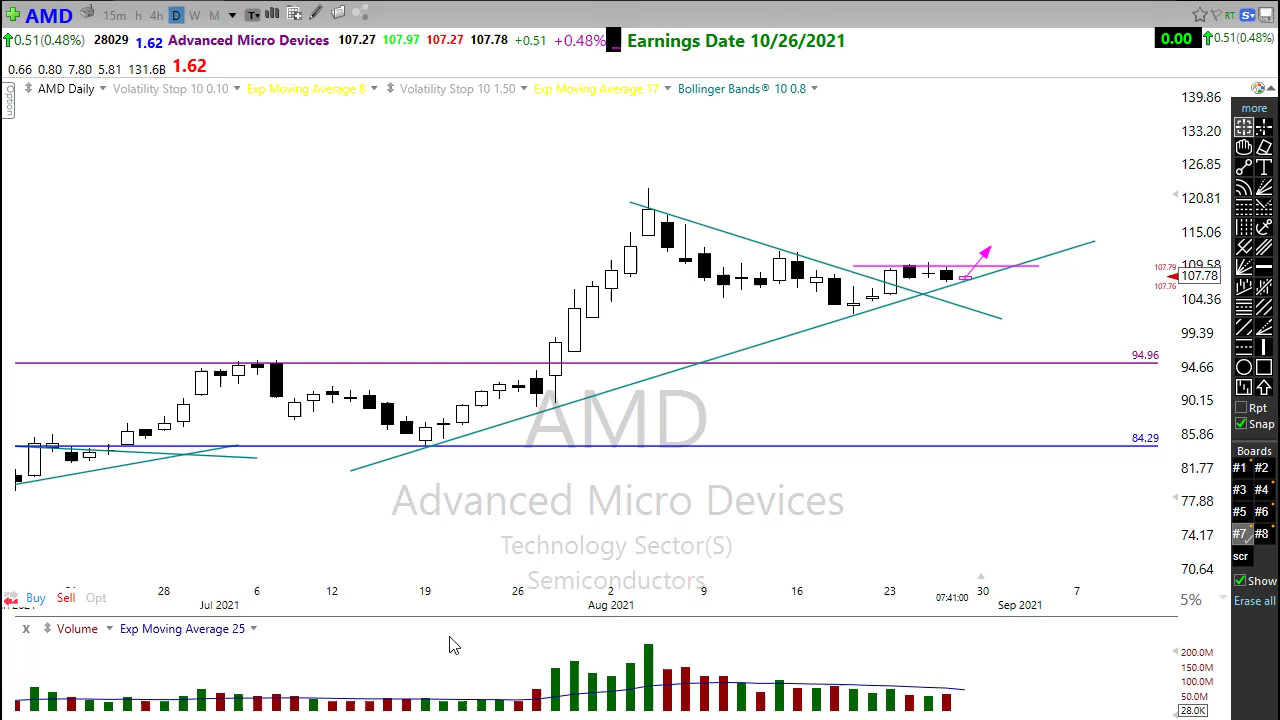 AMD 15m h 4h D W M T RT S
0.51(0.48%) 28029 1.62 Advanced Micro Devices 107.27 107.97 107.27 107.78 +0.51 +0.48% Earnings Date 10/26/2021 0.00 0.51(0.48%)
0.66 0.80 7.80 5.81 131.6B 1.62
Option
AMD Daily Volatility Stop 10 0.10 Exp Moving Average 8 Volatility Stop 10 1.50 Exp Moving Average 17 Bollinger Bands® 10 0.8
139.86
more
133.20
126.85
120.81
115.06
109.58
107.79
107.78
107.76
104.36
99.39
94.96
94.66
90.15
Rpt
Snap
85.86
84.29
Boards
81.77
#1 #2
77.88
#3 #4
#5 #6
74.17
#7 #8
scr
70.64
AMD
Advanced Micro Devices
Technology Sector(S)
Semiconductors
Show
Erase all
5%
Buy Sell Opt
28 6 12 19 26 2 9 16 23 07:41:00 30 7
Jul 2021 Aug 2021 Sep 2021
X Volume Exp Moving Average 25
200.0M
150.0M
100.0M
50.0M
28.0K